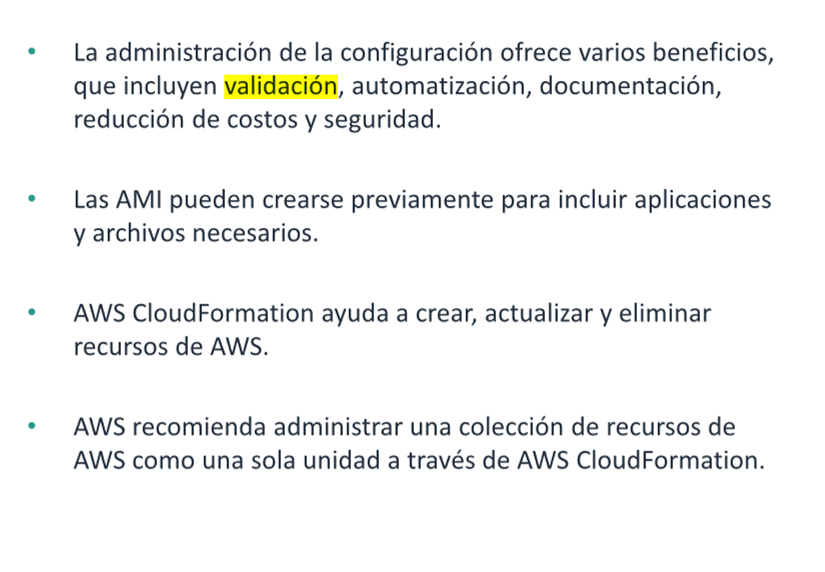 • La administración de la configuración ofrece varios beneficios,
que incluyen validación, automatización, documentación,
reducción de costos y seguridad.
• Las AMI pueden crearse previamente para incluir aplicaciones
y archivos necesarios.
• AWS CloudFormation ayuda a crear, actualizar y eliminar
recursos de AWS.
• AWS recomienda administrar una colección de recursos de
AWS como una sola unidad a través de AWS CloudFormation.